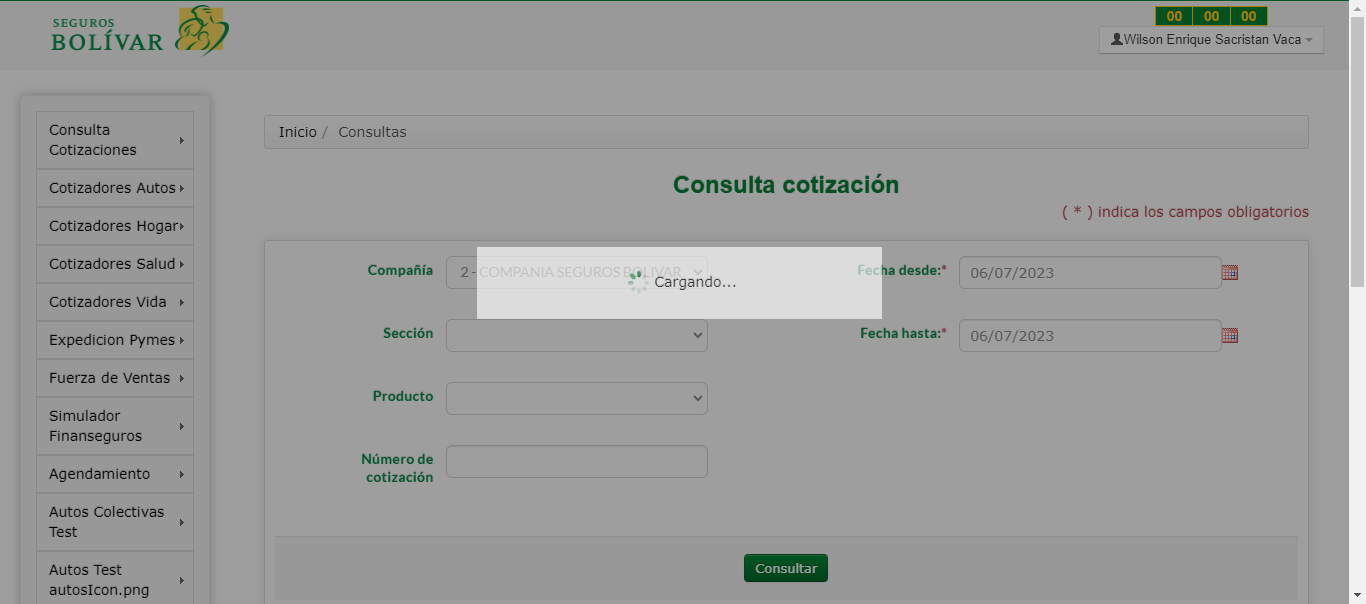 SEGUROS
BOLÍVAR
00 00 00
Wilson Enrique Sacristan Vaca
Consulta
Cotizaciones
Cotizadores Autos
Cotizadores Hogar
Cotizadores Salud
Cotizadores Vida
Expedicion Pymes
Fuerza de Ventas
Simulador
Finanseguros
Agendamiento
Autos Colectivas
Test
Autos Test
autosIcon.png
Inicio / Consultas
Consulta cotización
( * ) indica los campos obligatorios
Compañía
2 - COMPANIA SEGUROS BOLIVAR
Fecha desde:*
06/07/2023
Cargando...
Sección
Fecha hasta:*
06/07/2023
Producto
Número de
cotización
Consultar